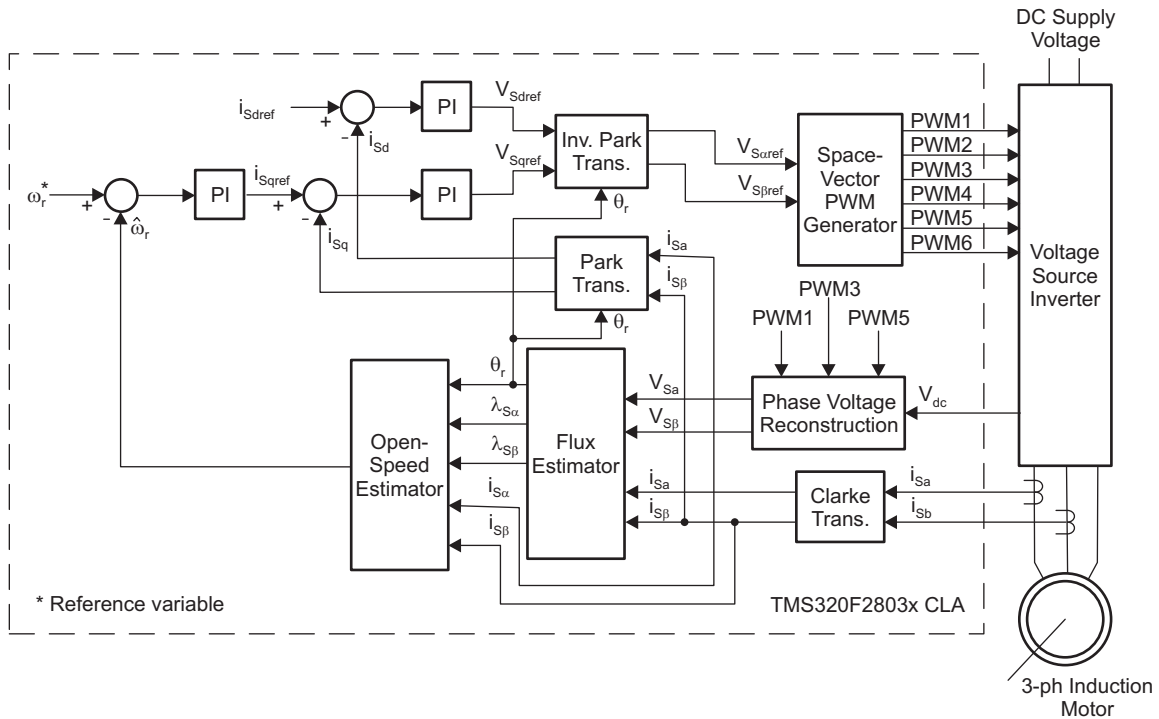 DC Supply
Voltage
i_Sdref
+
-
i_Sd
PI
V_Sdref
ω_r^*
+
-
ω̂_r
PI
i_Sqref
+
-
i_Sq
PI
V_Sqref
Inv. Park
Trans.
θ_r
V_Sαref
V_Sβref
Space-
Vector
PWM
Generator
PWM1
PWM2
PWM3
PWM4
PWM5
PWM6
Voltage
Source
Inverter
Park
Trans.
i_Sa
i_Sβ
θ_r
PWM3
PWM1
PWM5
Open-
Speed
Estimator
θ_r
λ_Sα
λ_Sβ
i_Sα
i_Sβ
Flux
Estimator
V_Sa
V_Sβ
i_Sa
i_Sβ
Phase Voltage
Reconstruction
V_dc
Clarke
Trans.
i_Sa
i_Sb
* Reference variable
TMS320F2803x CLA
3-ph Induction
Motor